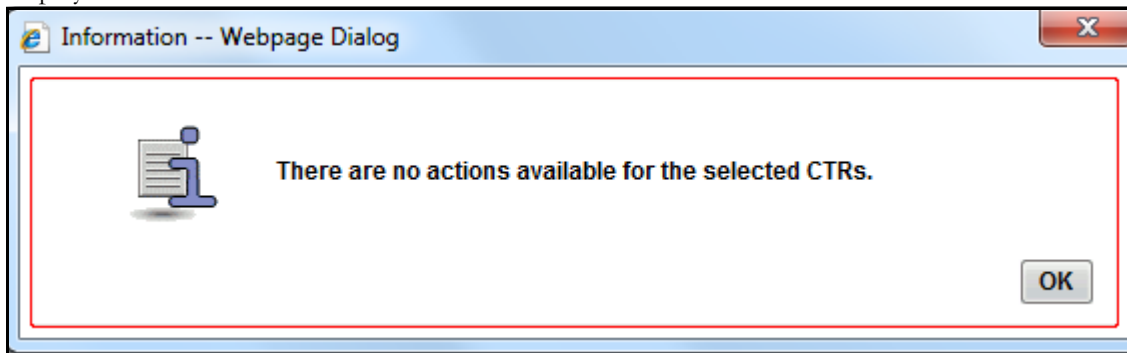 Information -- Webpage Dialog
There are no actions available for the selected CTRs.
OK